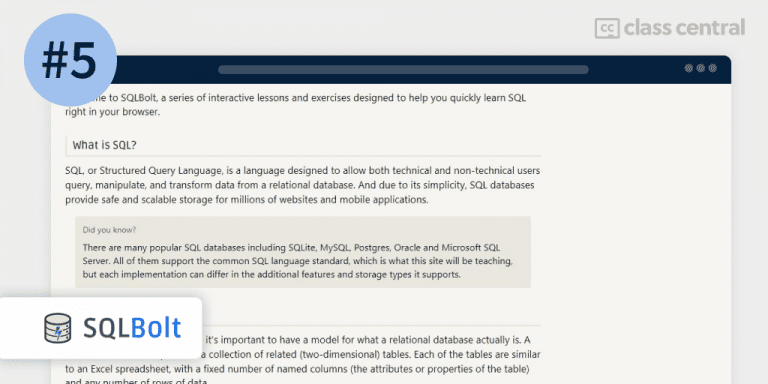 #5
class central
me to SQLBolt, a series of interactive lessons and exercises designed to help you quickly learn SQL
right in your browser.
What is SQL?
SQL, or Structured Query Language, is a language designed to allow both technical and non-technical users
query, manipulate, and transform data from a relational database. And due to its simplicity, SQL databases
provide safe and scalable storage for millions of websites and mobile applications.
Did you know?
There are many popular SQL databases including SQLite, MySQL, Postgres, Oracle and Microsoft SQL
Server. All of them support the common SQL language standard, which is what this site will be teaching,
but each implementation can differ in the additional features and storage types it supports.
SQLBolt
it's important to have a model for what a relational database actually is. A
a collection of related (two-dimensional) tables. Each of the tables are similar
to an Excel spreadsheet, with a fixed number of named columns (the attributes or properties of the table)
and any number of rows of data.